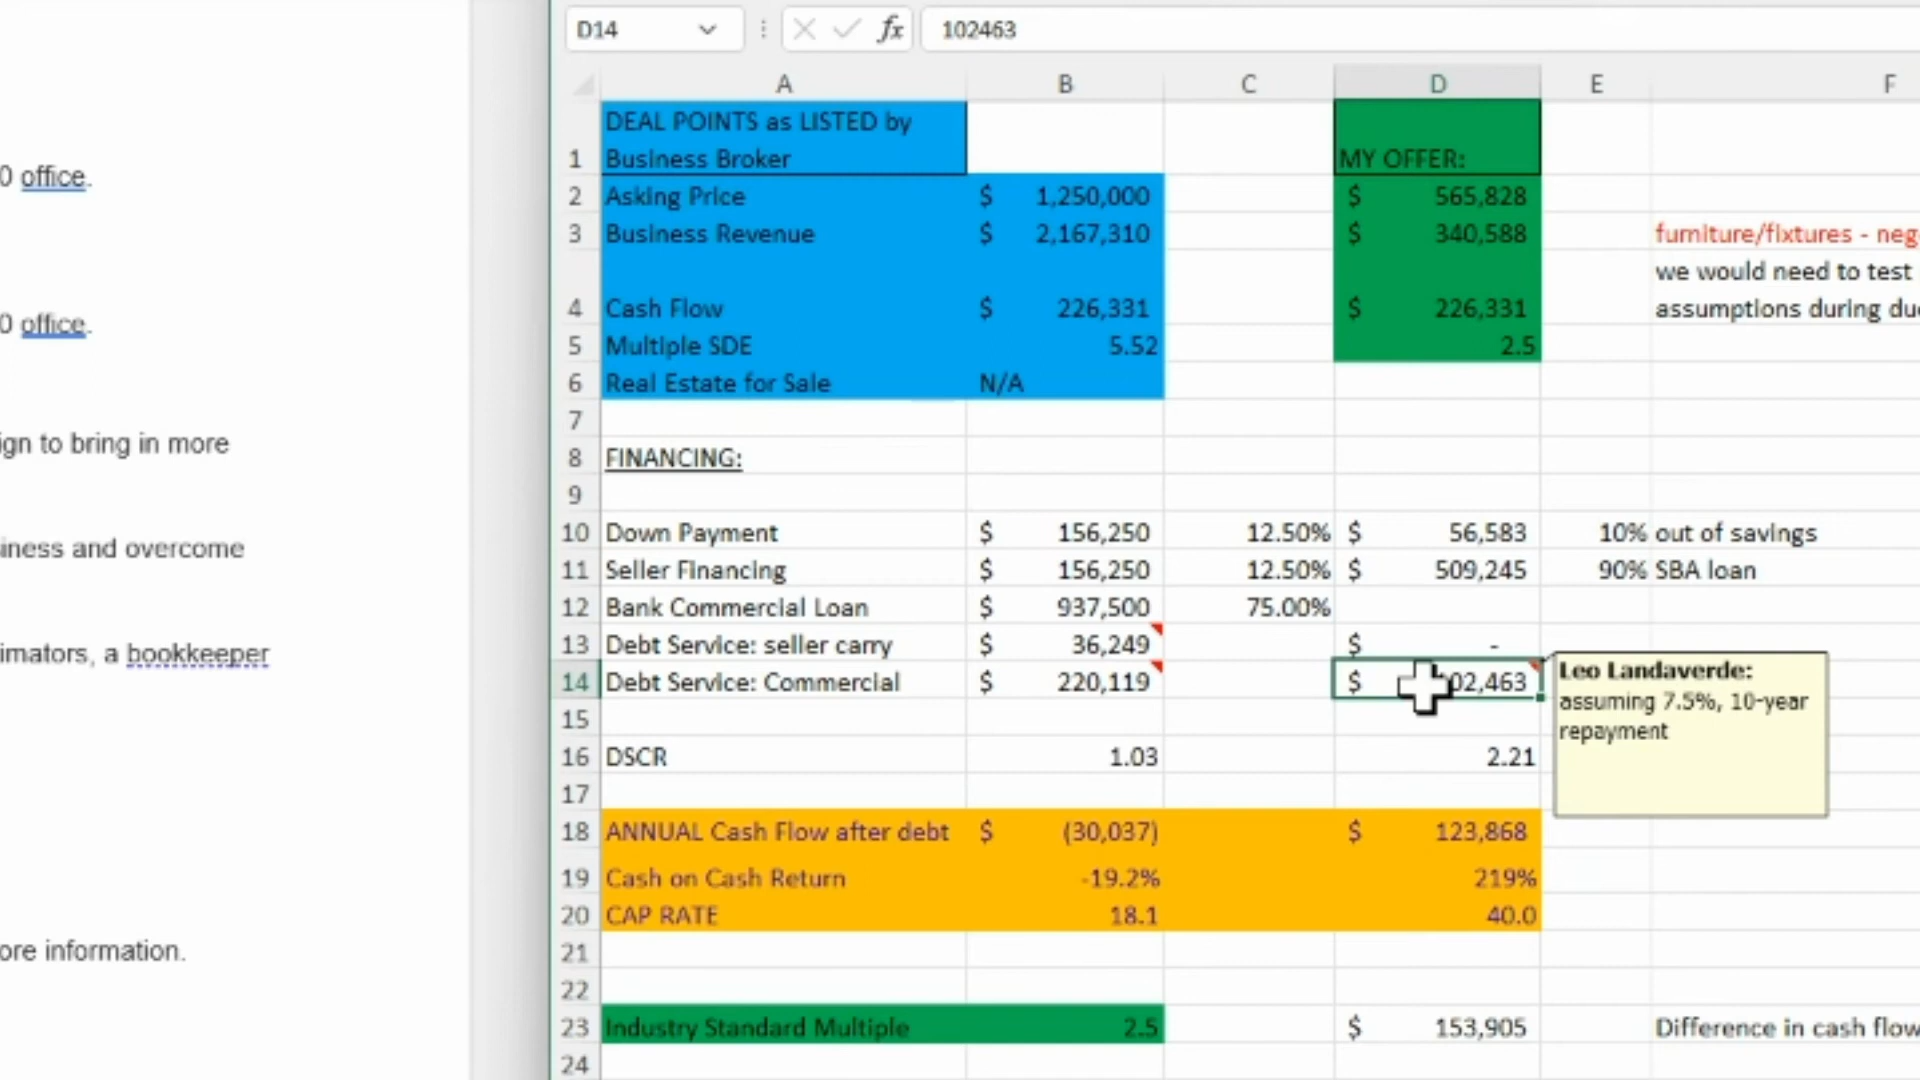 0 office.
0 office.
ign to bring in more
iness and overcome
imators, a bookkeeper
ore information.
D14 fx 102463
A B C D E F
1 DEAL POINTS as LISTED by
Business Broker MY OFFER:
2 Asking Price $ 1,250,000 $ 565,828
3 Business Revenue $ 2,167,310 $ 340,588 furniture/fixtures - neg
we would need to test
4 Cash Flow $ 226,331 $ 226,331 assumptions during du
5 Multiple SDE 5.52 2.5
6 Real Estate for Sale N/A
7
8 FINANCING:
9
10 Down Payment $ 156,250 12.50% $ 56,583 10% out of savings
11 Seller Financing $ 156,250 12.50% $ 509,245 90% SBA loan
12 Bank Commercial Loan $ 937,500 75.00%
13 Debt Service: seller carry $ 36,249 $ -
14 Debt Service: Commercial $ 220,119 $ 02,463
Leo Landaverde:
assuming 7.5%, 10-year
repayment
15
16 DSCR 1.03 2.21
17
18 ANNUAL Cash Flow after debt $ (30,037) $ 123,868
19 Cash on Cash Return -19.2% 219%
20 CAP RATE 18.1 40.0
21
22
23 Industry Standard Multiple 2.5 $ 153,905 Difference in cash flow
24